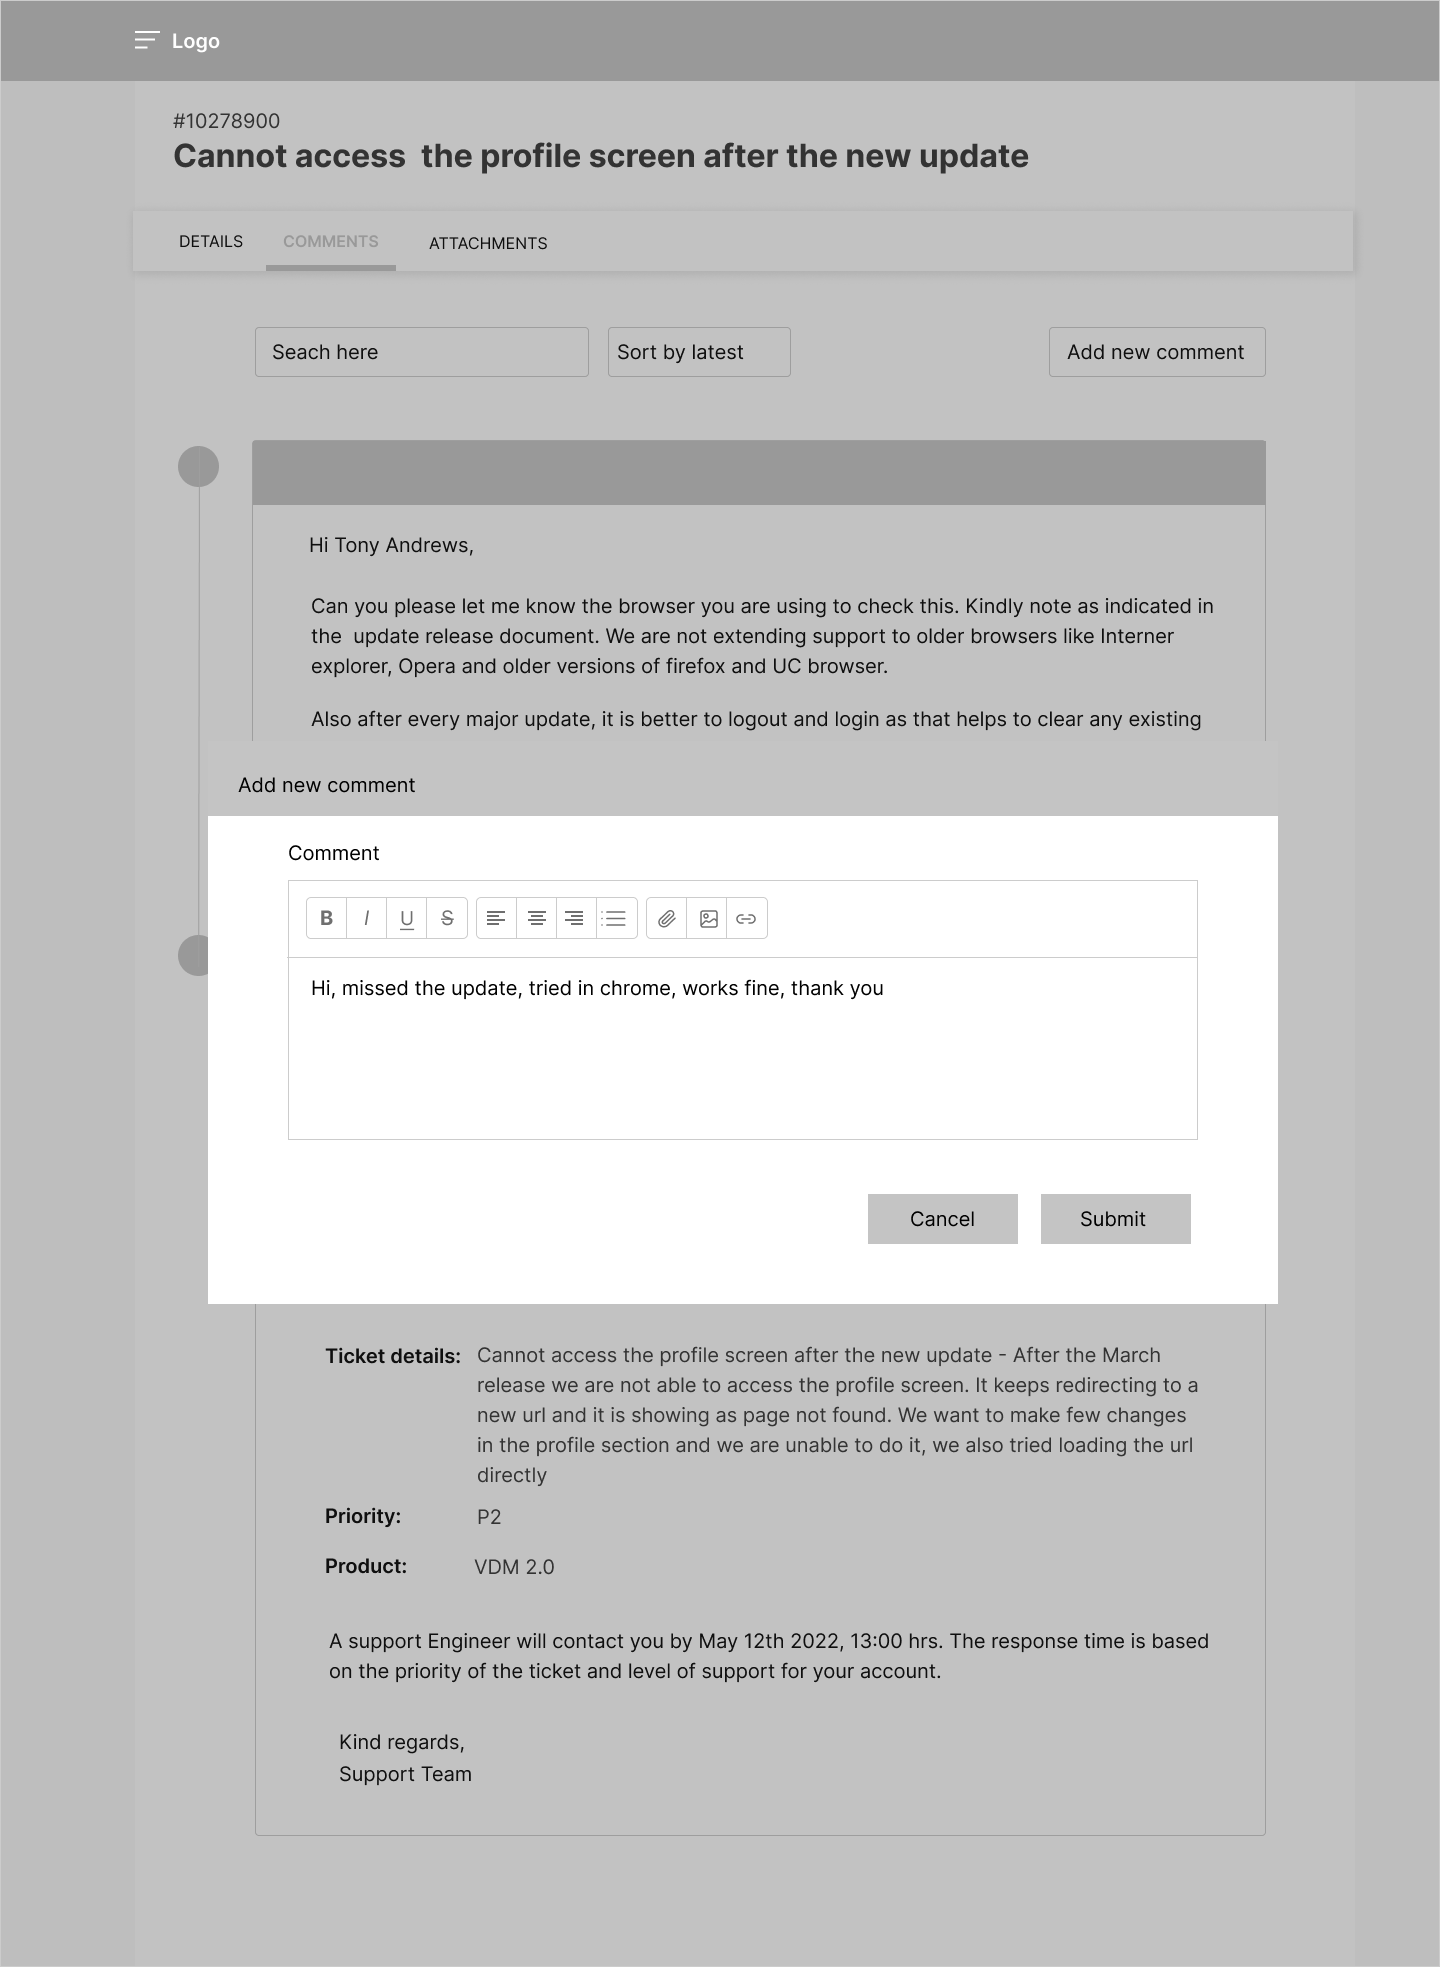 Logo
#10278900
Cannot access  the profile screen after the new update
DETAILS
COMMENTS
ATTACHMENTS
Seach here
Sort by latest
Add new comment
Hi Tony Andrews,
Can you please let me know the browser you are using to check this. Kindly note as indicated in
the  update release document. We are not extending support to older browsers like Interner
explorer, Opera and older versions of firefox and UC browser.
Also after every major update, it is better to logout and login as that helps to clear any existing
Add new comment
Comment
B I U S
Hi, missed the update, tried in chrome, works fine, thank you
Cancel
Submit
Ticket details: Cannot access the profile screen after the new update - After the March
release we are not able to access the profile screen. It keeps redirecting to a
new url and it is showing as page not found. We want to make few changes
in the profile section and we are unable to do it, we also tried loading the url
directly
Priority: P2
Product: VDM 2.0
A support Engineer will contact you by May 12th 2022, 13:00 hrs. The response time is based
on the priority of the ticket and level of support for your account.
Kind regards,
Support Team